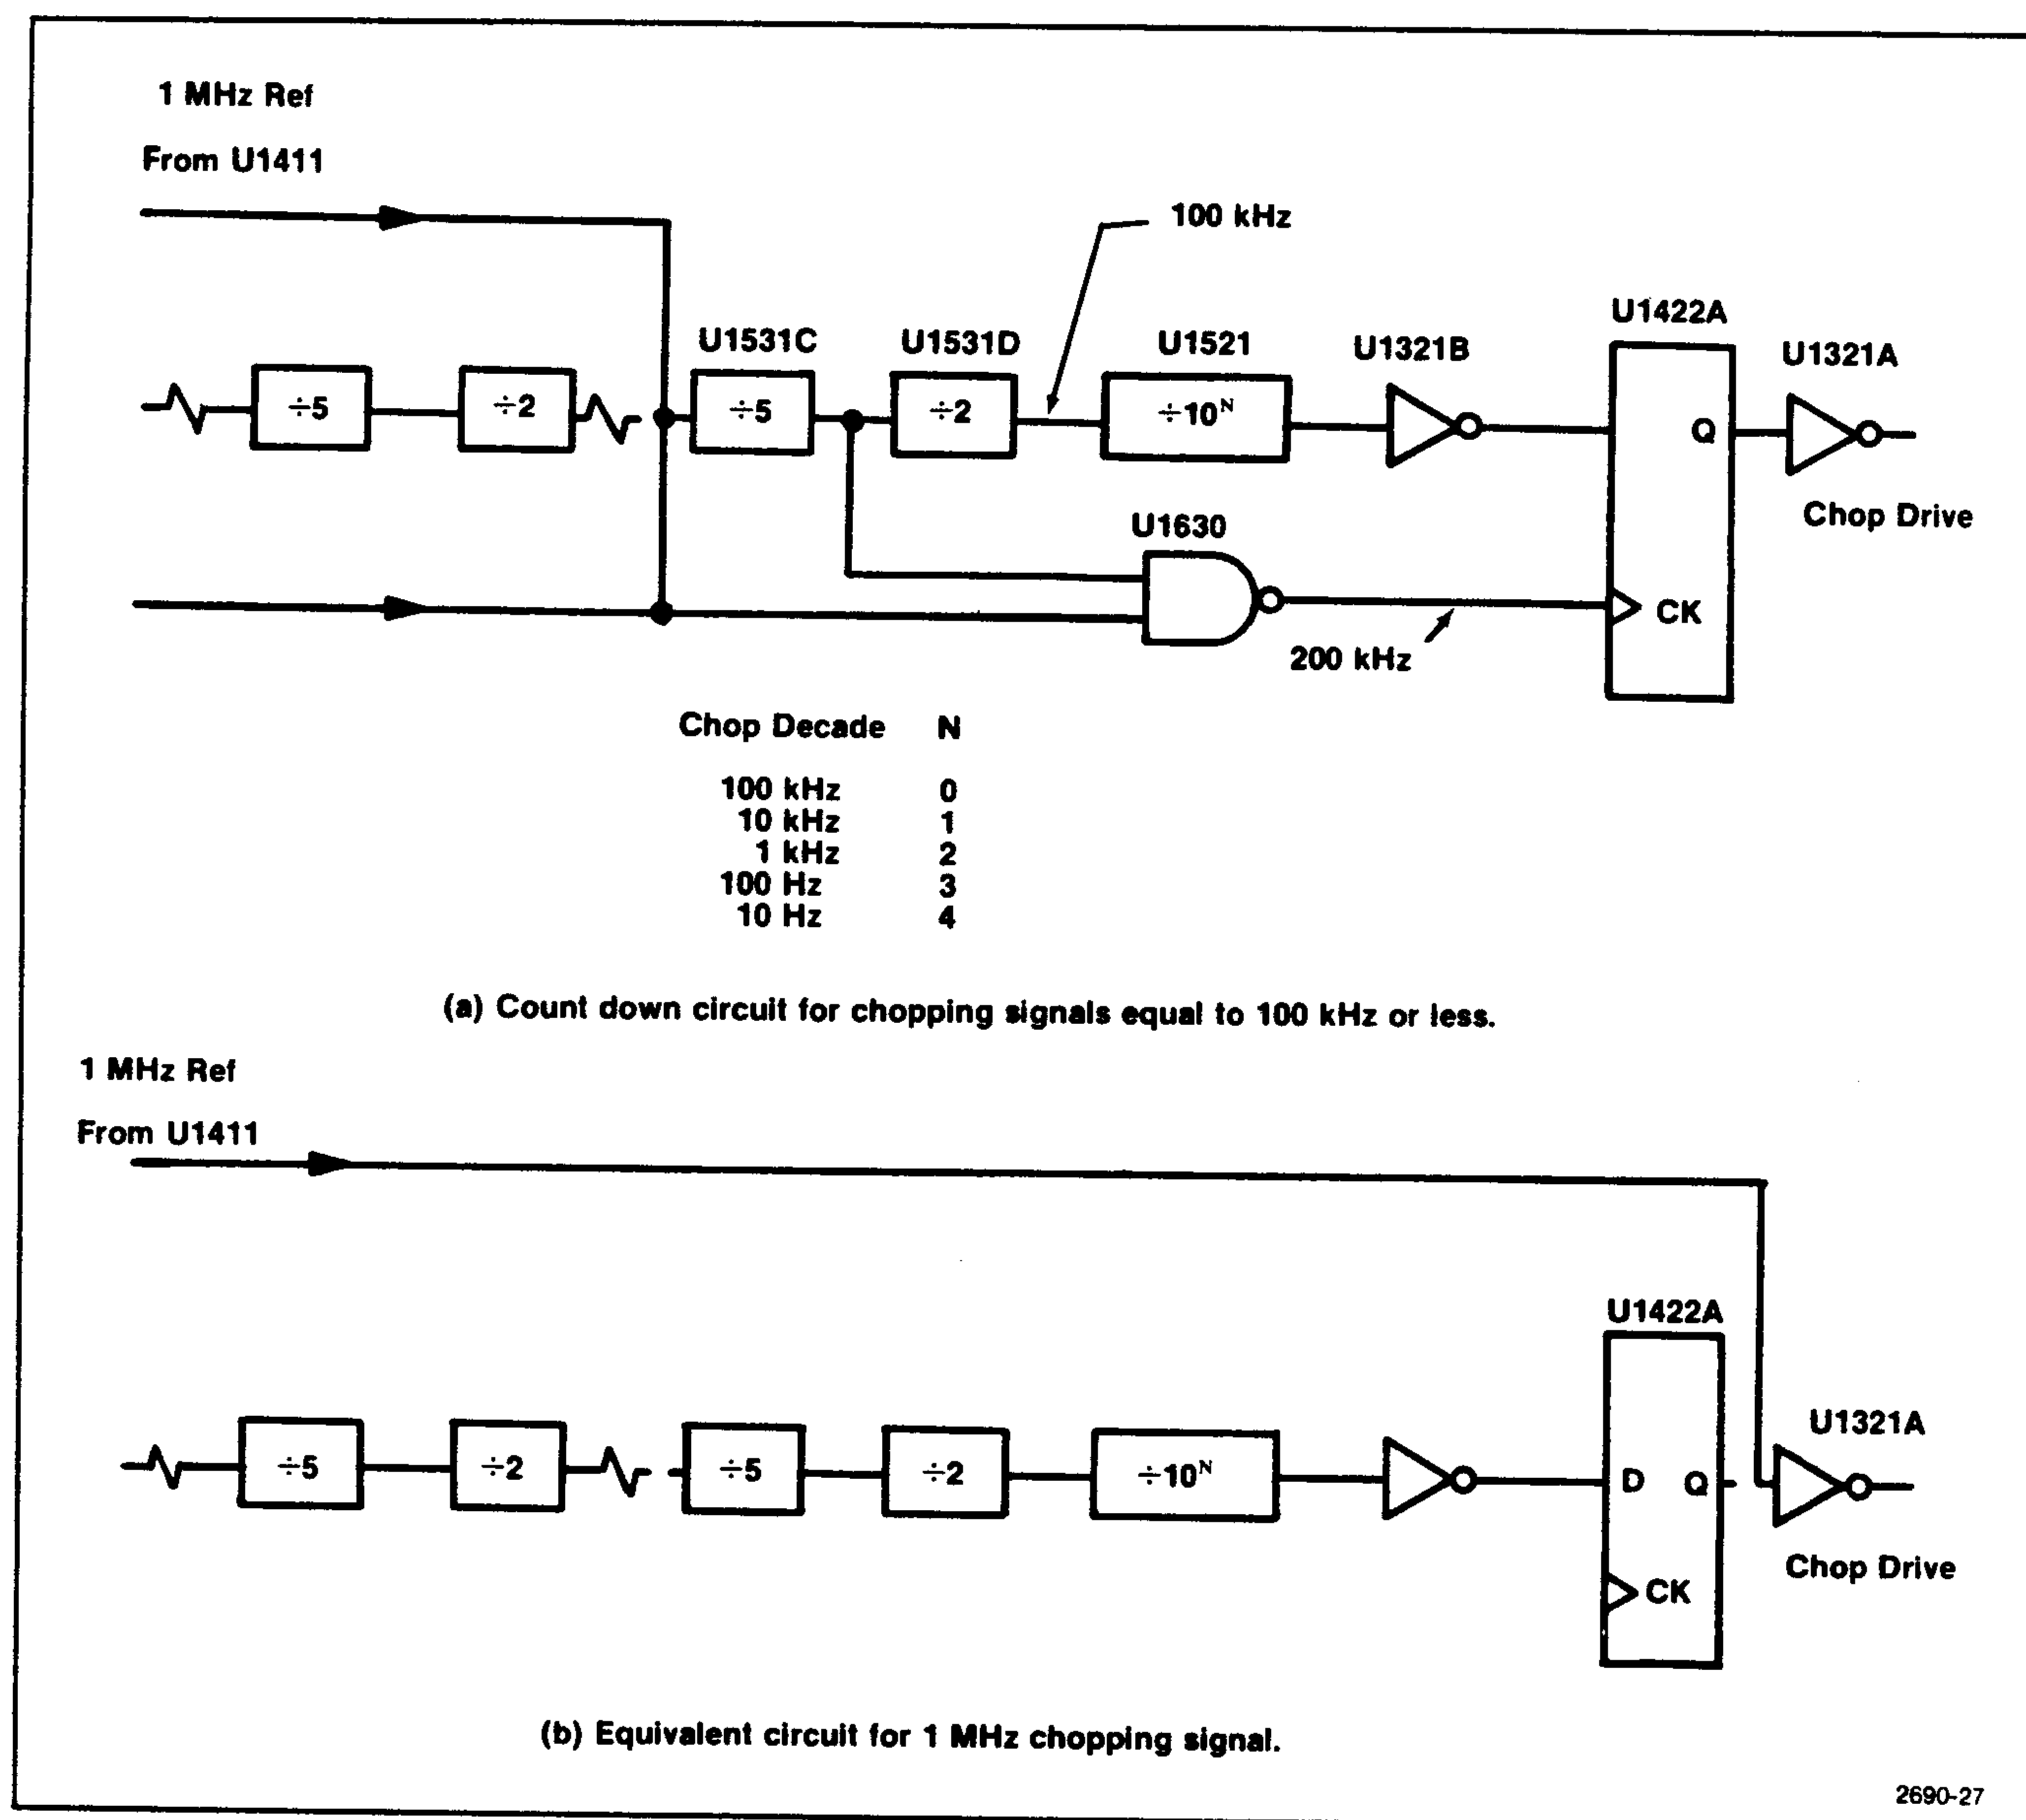 1 MHz Ref
From U1411
100 kHz
U1531C
U1531D
U1521
U1321B
U1422A
U1321A
÷5
÷2
÷5
÷2
÷10ᴺ
Q
Chop Drive
U1630
CK
200 kHz
Chop Decade N
100 kHz 0
10 kHz 1
1 kHz 2
100 Hz 3
10 Hz 4
(a) Count down circuit for chopping signals equal to 100 kHz or less.
1 MHz Ref
From U1411
U1422A
U1321A
÷5
÷2
÷5
÷2
÷10ᴺ
D Q
CK
Chop Drive
(b) Equivalent circuit for 1 MHz chopping signal.
2690-27